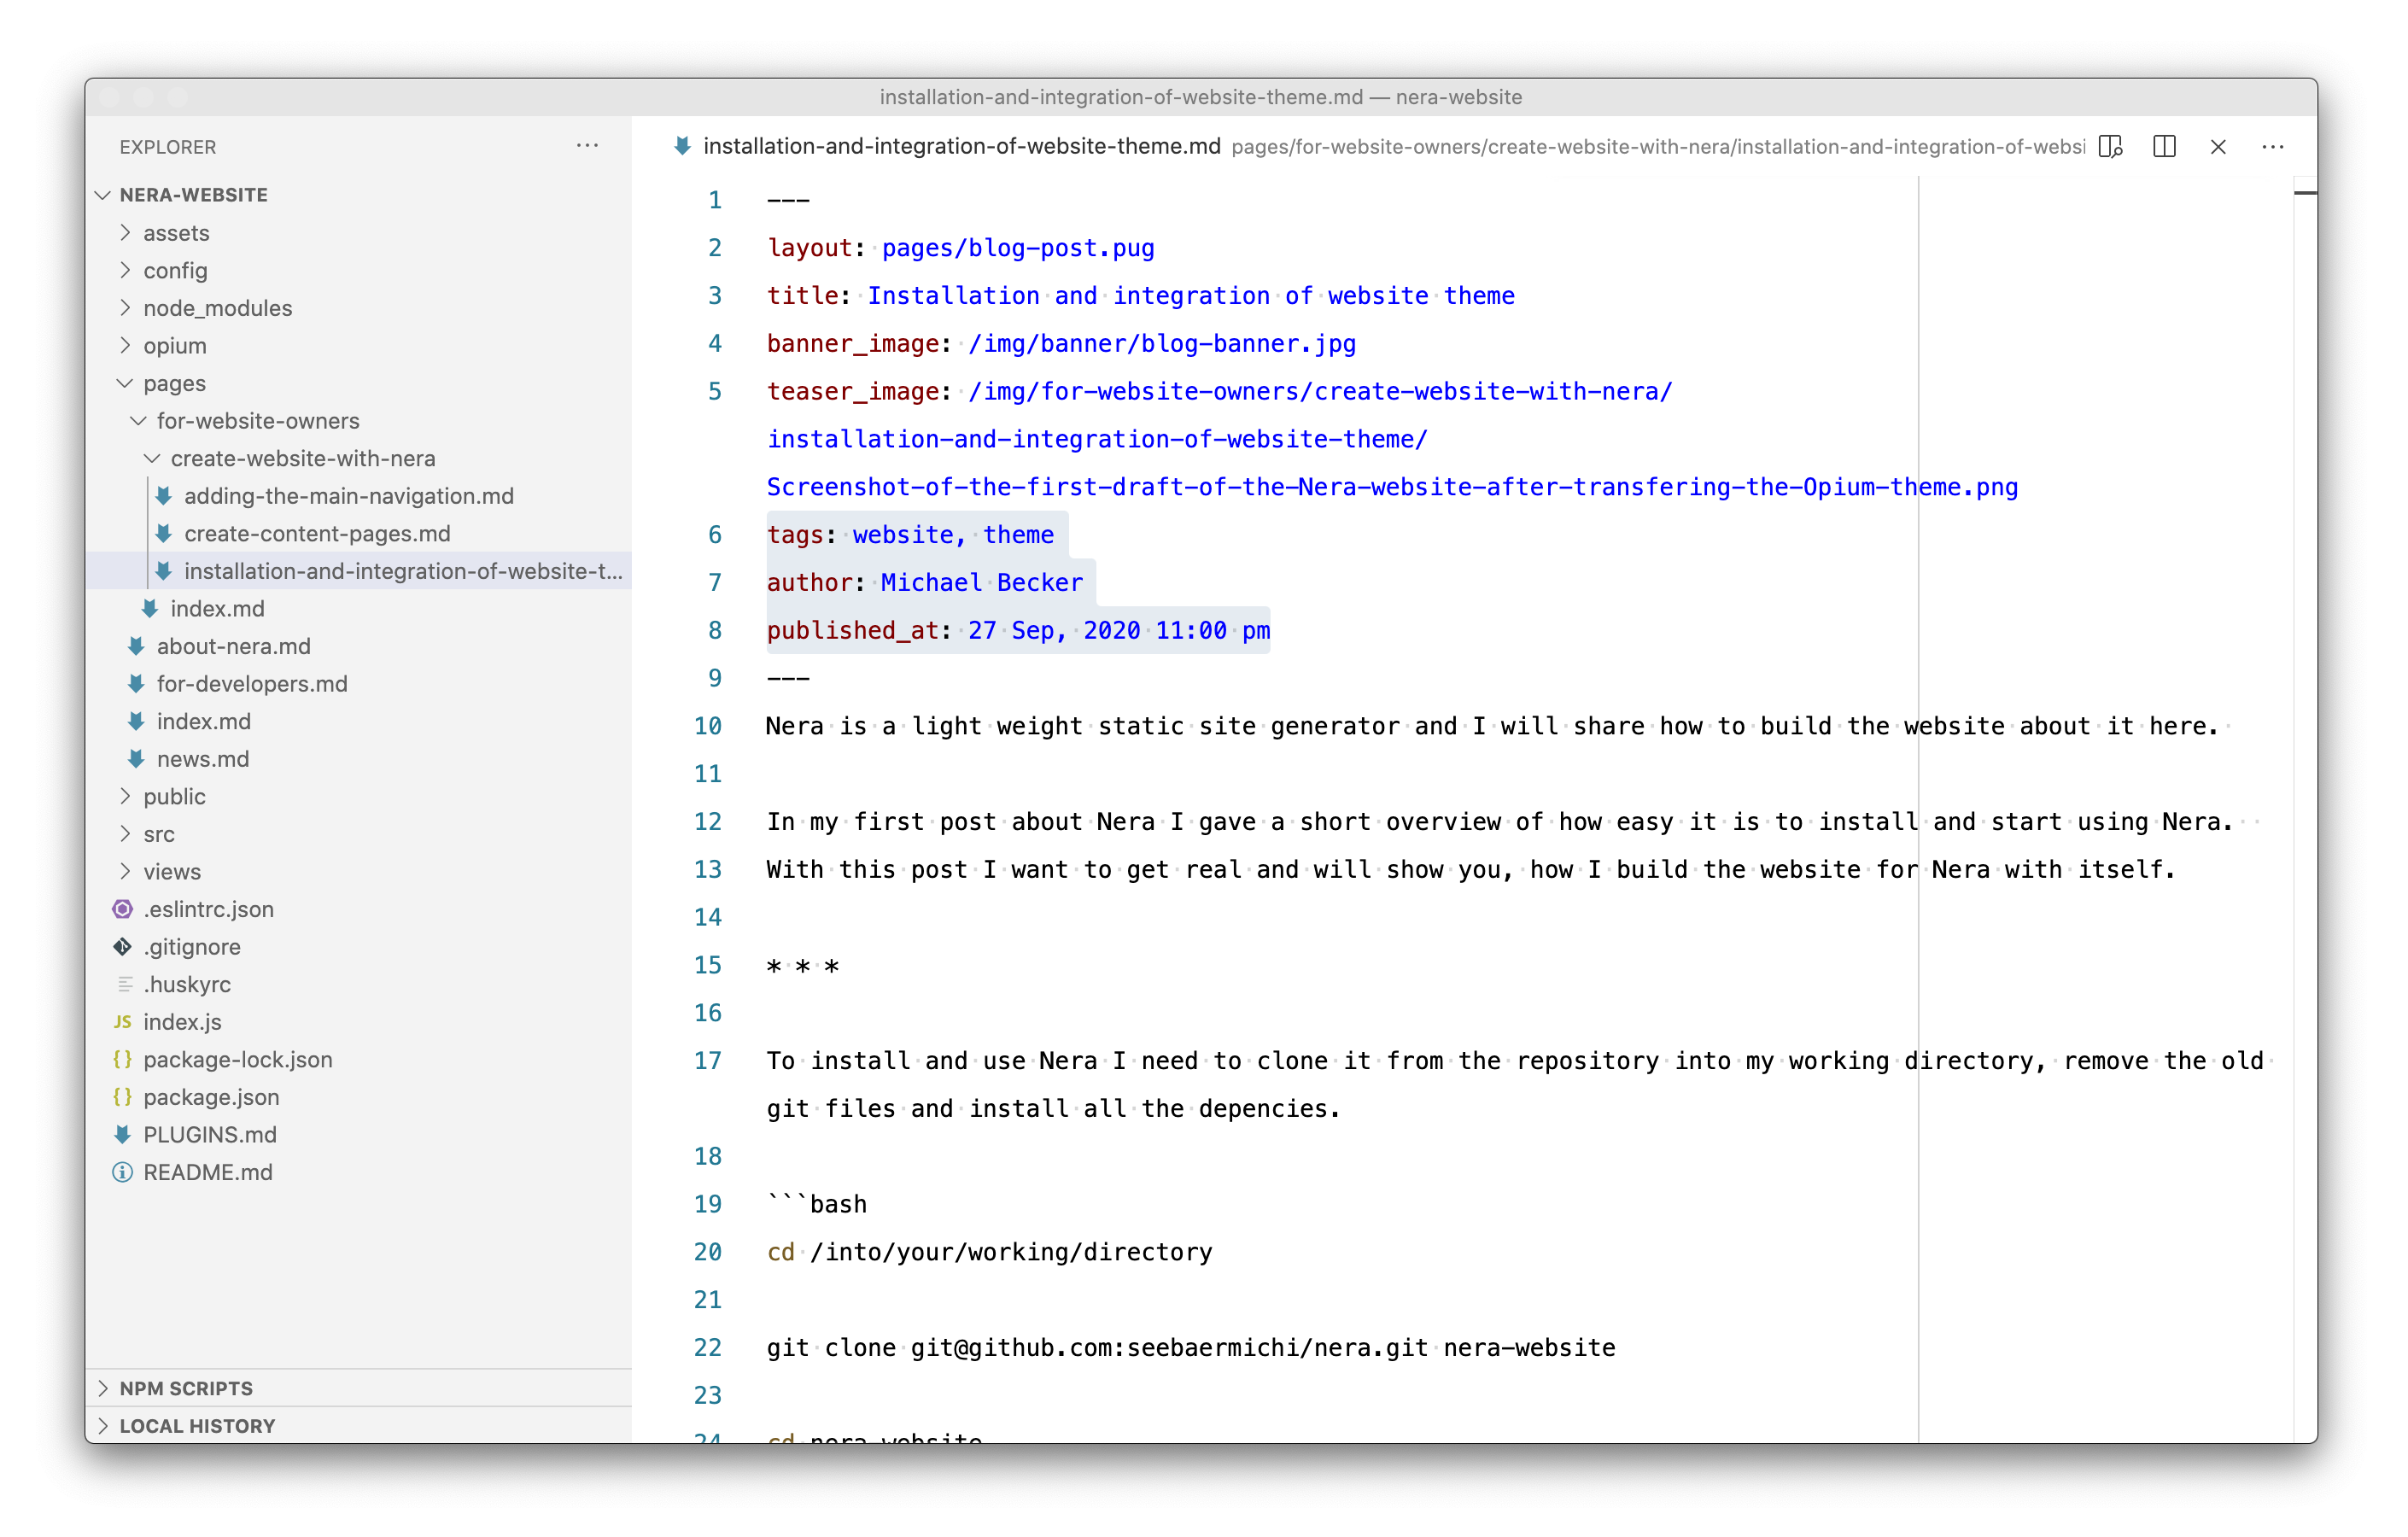 installation-and-integration-of-website-theme.md — nera-website
EXPLORER
NERA-WEBSITE
assets
config
node_modules
opium
pages
for-website-owners
create-website-with-nera
adding-the-main-navigation.md
create-content-pages.md
installation-and-integration-of-website-t...
index.md
about-nera.md
for-developers.md
index.md
news.md
public
src
views
.eslintrc.json
.gitignore
.huskyrc
JS index.js
{} package-lock.json
{} package.json
PLUGINS.md
README.md
NPM SCRIPTS
LOCAL HISTORY
installation-and-integration-of-website-theme.md pages/for-website-owners/create-website-with-nera/installation-and-integration-of-websi
1 ---
2 layout: pages/blog-post.pug
3 title: Installation and integration of website theme
4 banner_image: /img/banner/blog-banner.jpg
5 teaser_image: /img/for-website-owners/create-website-with-nera/
installation-and-integration-of-website-theme/
Screenshot-of-the-first-draft-of-the-Nera-website-after-transfering-the-Opium-theme.png
6 tags: website, theme
7 author: Michael Becker
8 published_at: 27 Sep, 2020 11:00 pm
9 ---
10 Nera is a light weight static site generator and I will share how to build the website about it here.
11
12 In my first post about Nera I gave a short overview of how easy it is to install and start using Nera.
13 With this post I want to get real and will show you, how I build the website for Nera with itself.
14
15 * * *
16
17 To install and use Nera I need to clone it from the repository into my working directory, remove the old
git files and install all the depencies.
18
19 ```bash
20 cd /into/your/working/directory
21
22 git clone git@github.com:seebaermichi/nera.git nera-website
23
24 cd nera-website